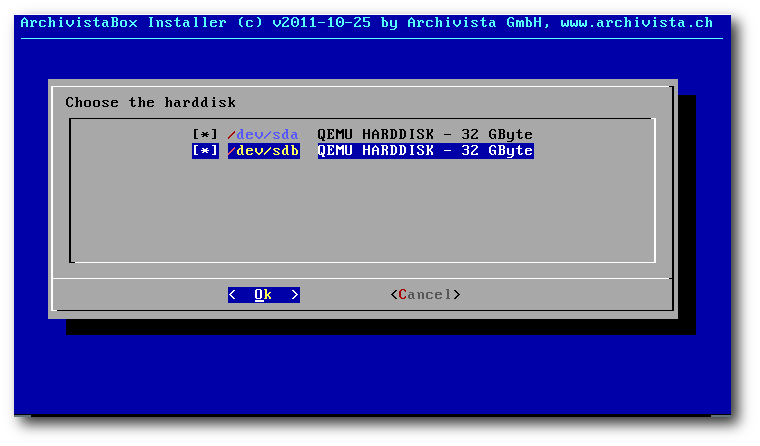 ArchivistaBox Installer (c) v2011-10-25 by Archivista GmbH, www.archivista.ch
Choose the harddisk
[*] /dev/sda  QEMU HARDDISK - 32 GByte
[*] /dev/sdb  QEMU HARDDISK - 32 GByte
<  Ok  > <Cancel>